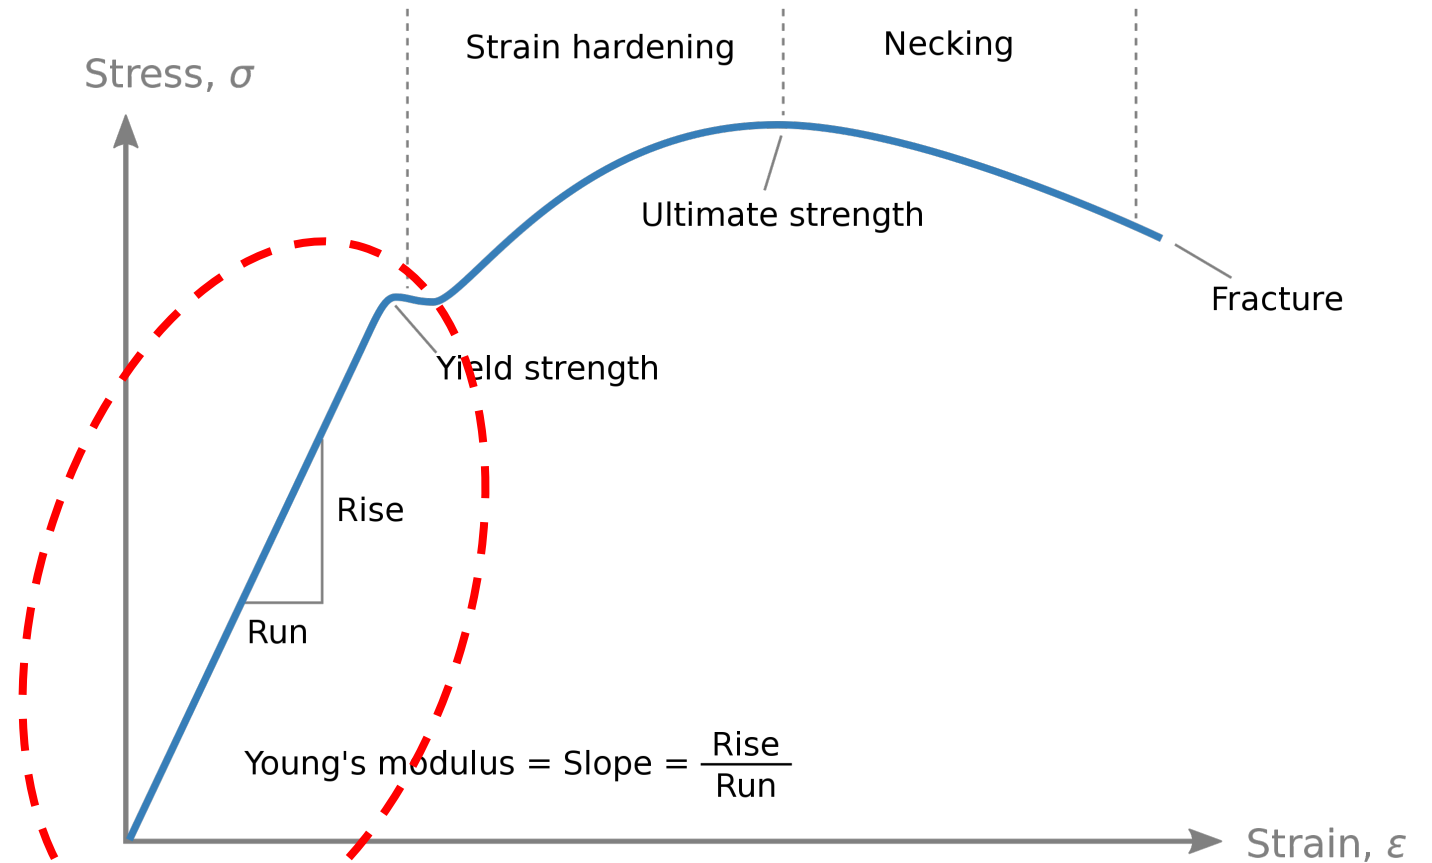 Strain hardening
Necking
Stress, σ
Ultimate strength
Fracture
Yield strength
Rise
Run
Young's modulus = Slope = Rise
Run
Strain, ε